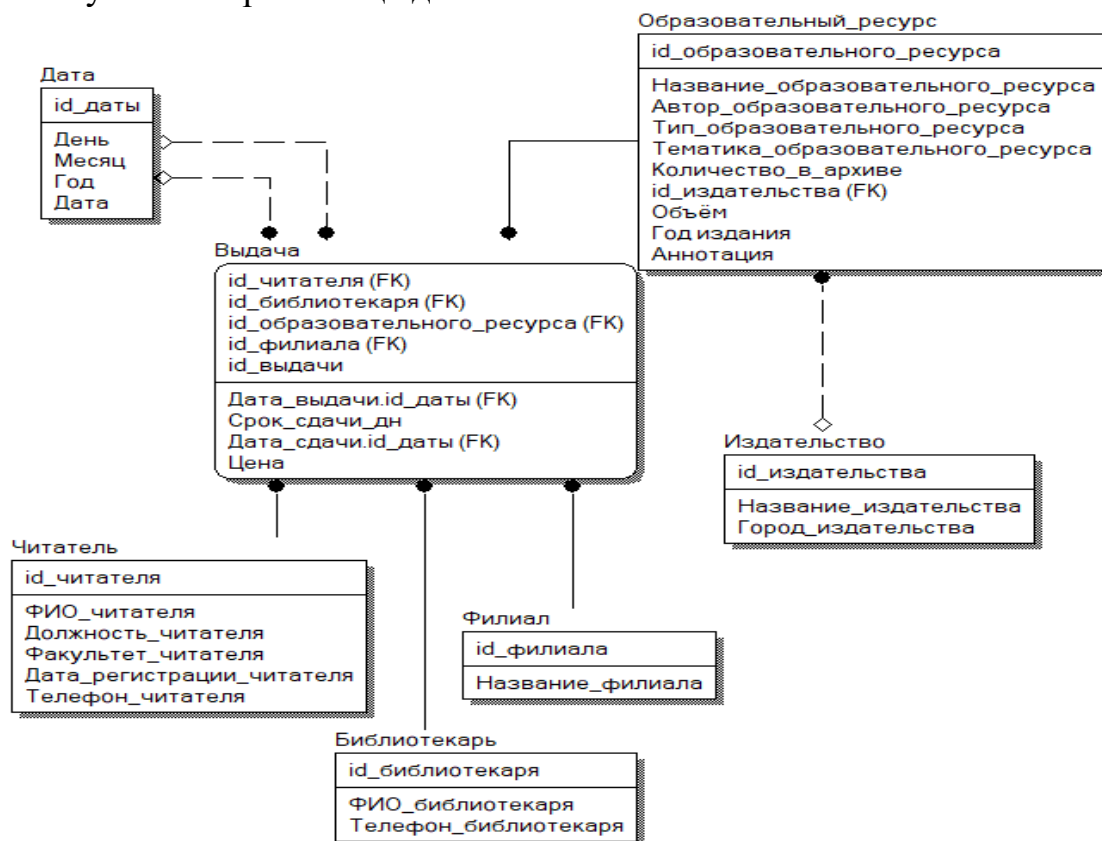 Образовательный_ресурс
id_образовательного_ресурса
Название_образовательного_ресурса
Автор_образовательного_ресурса
Тип_образовательного_ресурса
Тематика_образовательного_ресурса
Количество_в_архиве
id_издательства (FK)
Объём
Год издания
Аннотация
Дата
id_даты
День
Месяц
Год
Дата
Выдача
id_читателя (FK)
id_библиотекаря (FK)
id_образовательного_ресурса (FK)
id_филиала (FK)
id_выдачи
Дата_выдачи.id_даты (FK)
Срок_сдачи_дн
Дата_сдачи.id_даты (FK)
Цена
Издательство
id_издательства
Название_издательства
Город_издательства
Читатель
id_читателя
ФИО_читателя
Должность_читателя
Факультет_читателя
Дата_регистрации_читателя
Телефон_читателя
Филиал
id_филиала
Название_филиала
Библиотекарь
id_библиотекаря
ФИО_библиотекаря
Телефон_библиотекаря